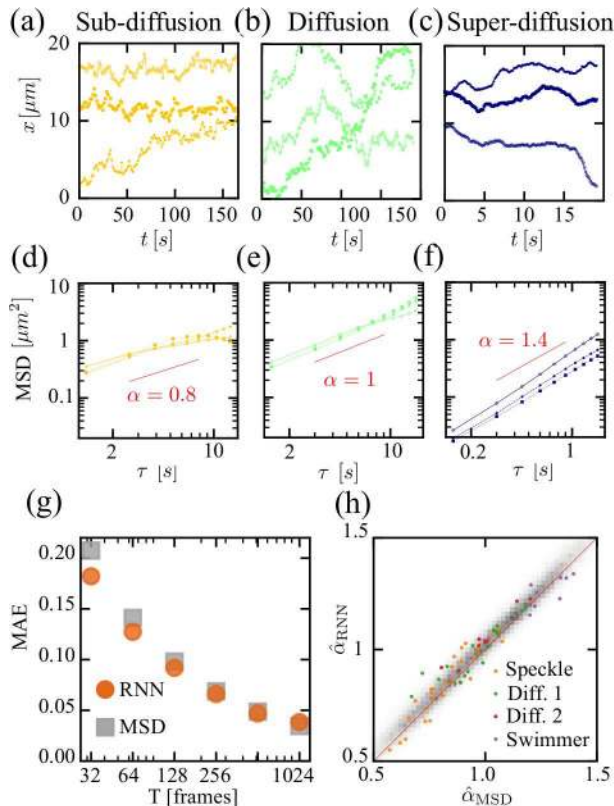 (a) Sub-diffusion (b) Diffusion (c) Super-diffusion
20
10
0
x [μm]
0 50 100 150 0 50 100 150 0 5 10 15
t [s] t [s] t [s]
(d) (e) (f)
10
1
0.1
MSD [μm²]
α = 0.8 α = 1 α = 1.4
2 10 2 10 0.2 1
τ [s] τ [s] τ [s]
(g) (h)
0.20
0.15
0.10
0.05
0.00
MAE
RNN
MSD
32 64 128 256 1024
T [frames]
1.5
1
0.5
α̂RNN
1.5
Speckle
Diff. 1
Diff. 2
Swimmer
0.5 1.0 1.5
α̂MSD